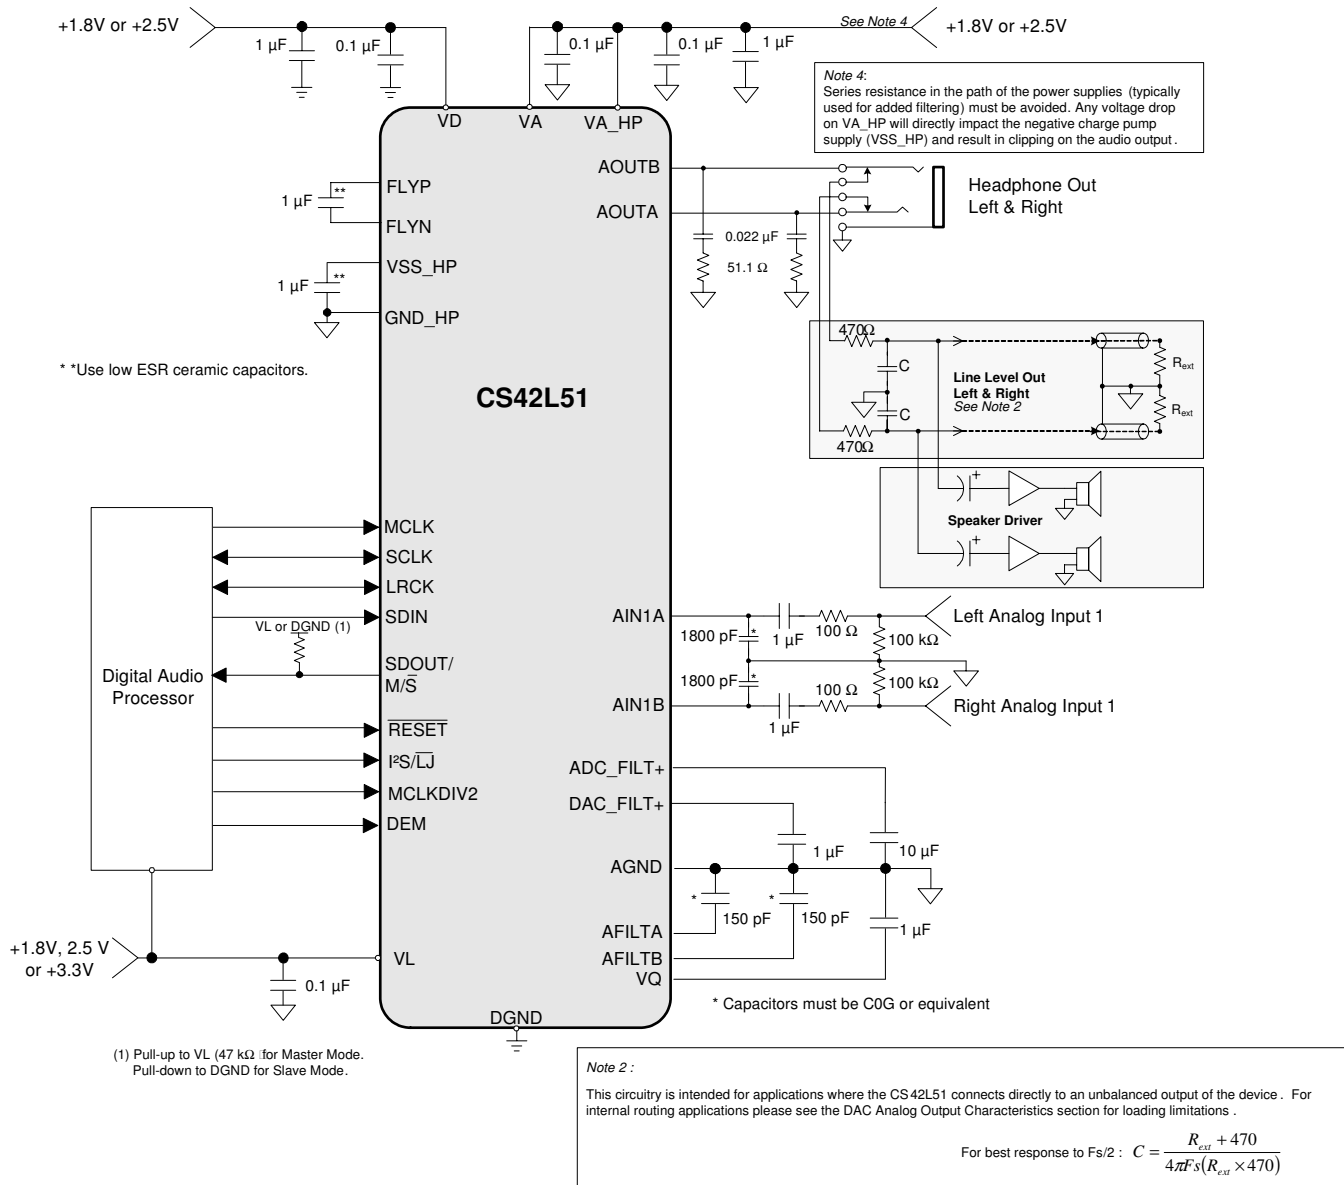 +1.8V or +2.5V
1 µF
0.1 µF
0.1 µF
0.1 µF
1 µF
See Note 4
+1.8V or +2.5V
Note 4:
Series resistance in the path of the power supplies (typically
used for added filtering) must be avoided. Any voltage drop
on VA_HP will directly impact the negative charge pump
supply (VSS_HP) and result in clipping on the audio output.
VD
VA
VA_HP
AOUTB
AOUTA
Headphone Out
Left & Right
0.022 µF
51.1 Ω
1 µF
**
FLYP
FLYN
1 µF
**
VSS_HP
GND_HP
* *Use low ESR ceramic capacitors.
CS42L51
470Ω
C
C
470Ω
Line Level Out
Left & Right
See Note 2
Rext
Rext
+
Speaker Driver
+
Digital Audio
Processor
MCLK
SCLK
LRCK
SDIN
VL or DGND (1)
SDOUT/
M/S̅
R̅E̅S̅E̅T̅
I²S/L̅J̅
MCLKDIV2
DEM
AIN1A
1800 pF
*
1 µF
100 Ω
100 kΩ
Left Analog Input 1
1800 pF
*
100 Ω
100 kΩ
AIN1B
1 µF
Right Analog Input 1
ADC_FILT+
DAC_FILT+
1 µF
10 µF
AGND
*
150 pF
*
150 pF
1 µF
AFILTA
AFILTB
VQ
* Capacitors must be C0G or equivalent
+1.8V, 2.5 V
or +3.3V
VL
0.1 µF
DGND
(1) Pull-up to VL (47 kΩ for Master Mode.
Pull-down to DGND for Slave Mode.
Note 2 :
This circuitry is intended for applications where the CS42L51 connects directly to an unbalanced output of the device. For
internal routing applications please see the DAC Analog Output Characteristics section for loading limitations.
For best response to Fs/2 : C = (Rext + 470) / (4πFs(Rext × 470))